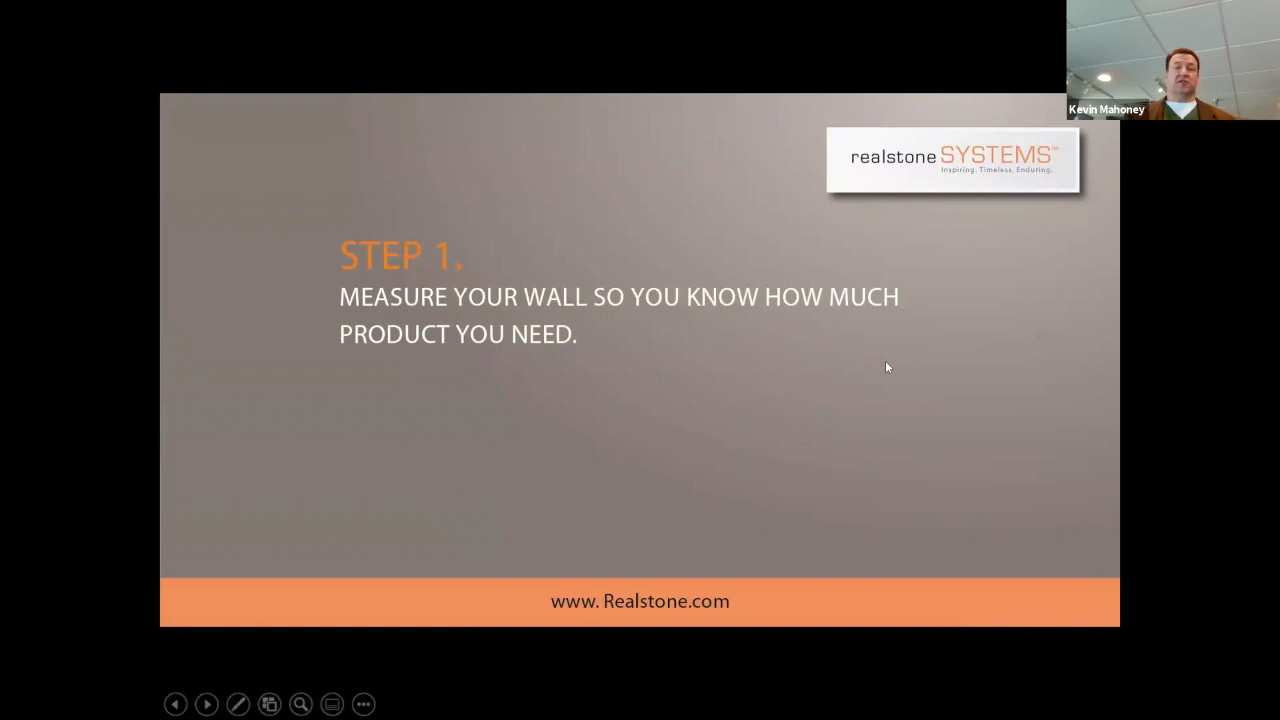 Kevin Mahoney
realstone SYSTEMS™
Inspiring. Timeless. Enduring.
STEP 1.
MEASURE YOUR WALL SO YOU KNOW HOW MUCH
PRODUCT YOU NEED.
www. Realstone.com